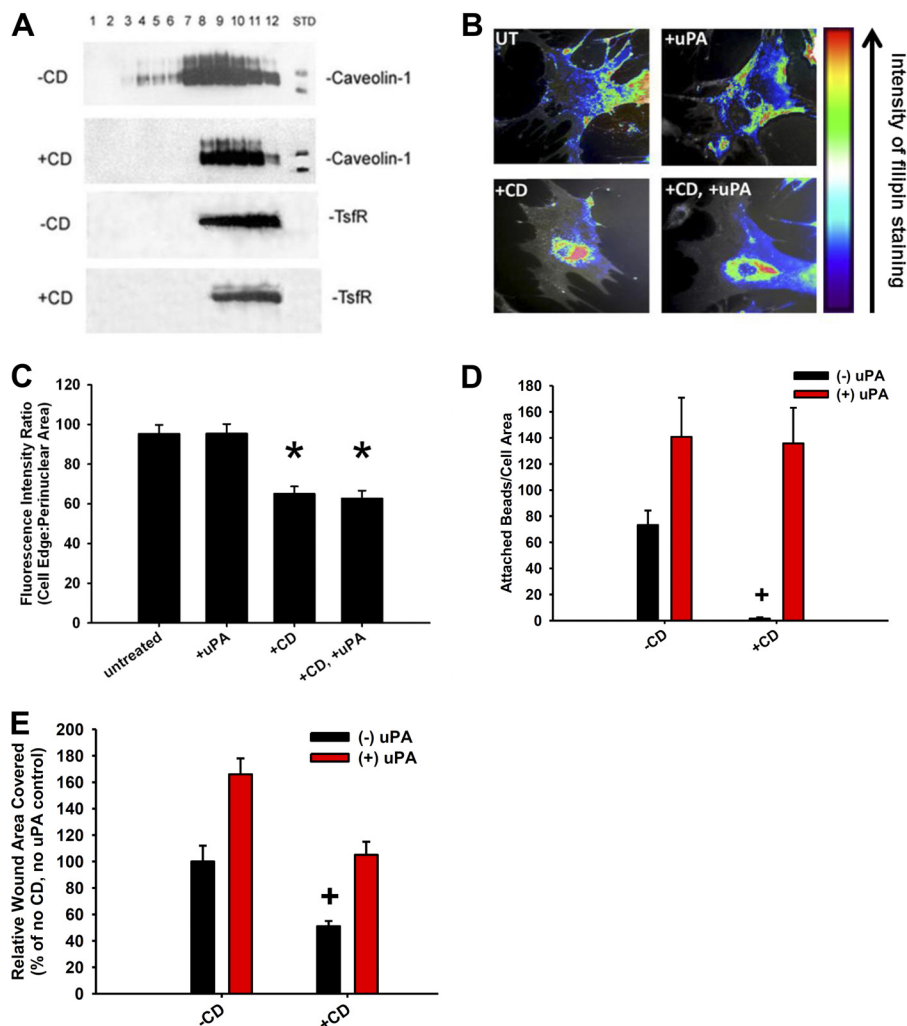 A
1 2 3 4 5 6 7 8 9 10 11 12 STD
-CD
-Caveolin-1
+CD
-Caveolin-1
-CD
-TsfR
+CD
-TsfR
B
UT
+uPA
+CD
+CD, +uPA
Intensity of filipin staining
C
Fluorescence Intensity Ratio
(Cell Edge:Perinuclear Area)
120
100
80
60
40
20
0
*
*
untreated
+uPA
+CD
+CD, +uPA
D
(-) uPA
(+) uPA
Attached Beads/Cell Area
180
160
140
120
100
80
60
40
20
0
+
-CD
+CD
E
(-) uPA
(+) uPA
Relative Wound Area Covered
(% of no CD, no uPA control)
200
180
160
140
120
100
80
60
40
20
0
+
-CD
+CD